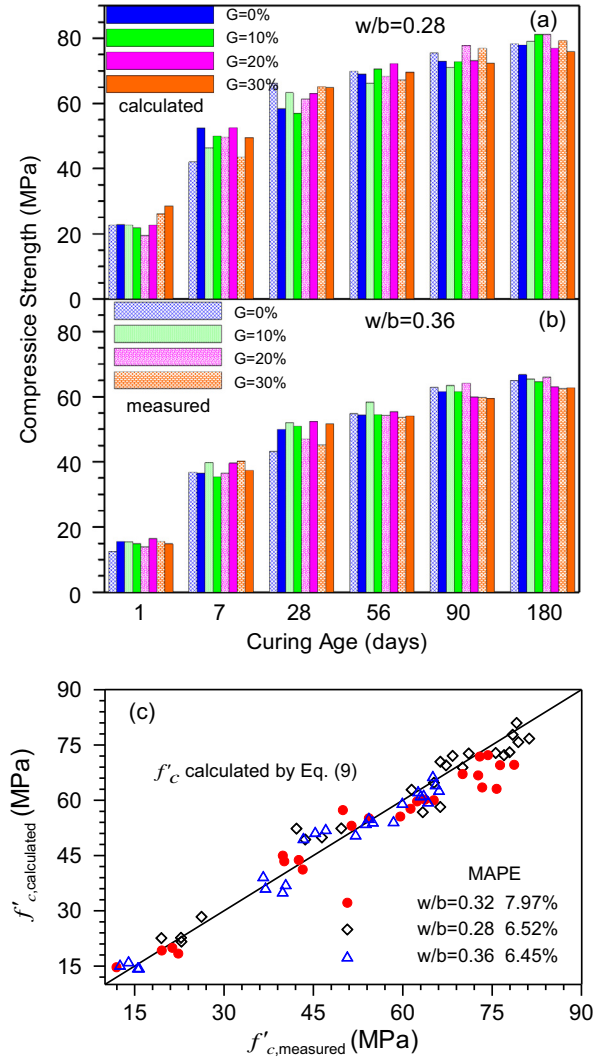 80
60
40
20
0
G=0%
G=10%
G=20%
G=30%
calculated
w/b=0.28
(a)
80
60
40
20
0
G=0%
G=10%
G=20%
G=30%
measured
w/b=0.36
(b)
Compressice Strength (MPa)
1 7 28 56 90 180
Curing Age (days)
90
75
60
45
30
15
(c)
f′c calculated by Eq. (9)
MAPE
w/b=0.32 7.97%
w/b=0.28 6.52%
w/b=0.36 6.45%
f′c,calculated (MPa)
15 30 45 60 75 90
f′c,measured (MPa)